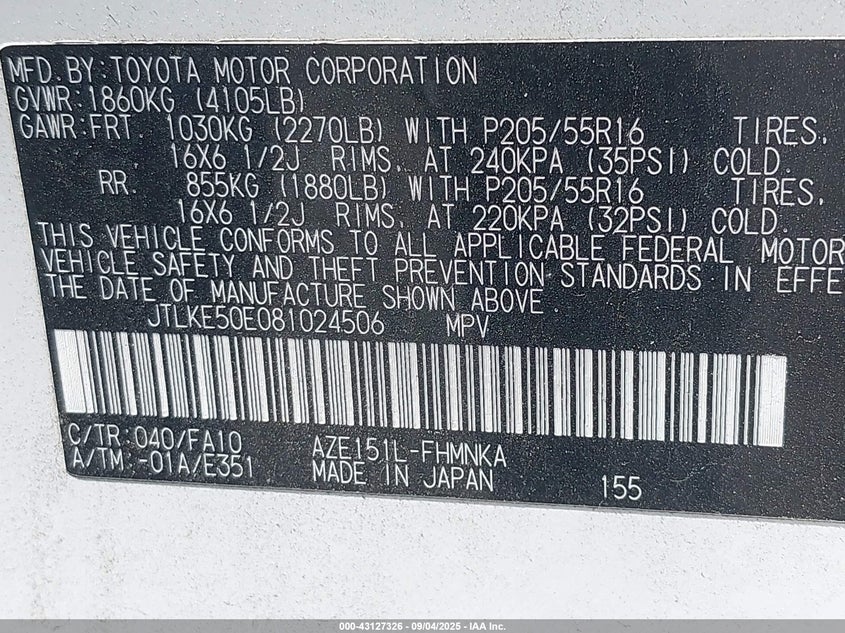 MFD.BY:TOYOTA MOTOR CORPORATION
GVWR:1860KG (4105LB)
GAWR:FRT. 1030KG (2270LB) WITH P205/55R16 TIRES,
16X6 1/2J RIMS, AT 240KPA (35PSI) COLD.
RR. 855KG (1880LB) WITH P205/55R16 TIRES,
16X6 1/2J RIMS, AT 220KPA (32PSI) COLD.
THIS VEHICLE CONFORMS TO ALL APPLICABLE FEDERAL MOTOR
VEHICLE SAFETY AND THEFT PREVENTION STANDARDS IN EFFE
THE DATE OF MANUFACTURE SHOWN ABOVE.
JTLKE50E081024506 MPV
C/TR:040/FA10 AZE151L-FHMNKA
A/TM:-01A/E351 MADE IN JAPAN 155
000-43127326 - 09/04/2025 - IAA Inc.